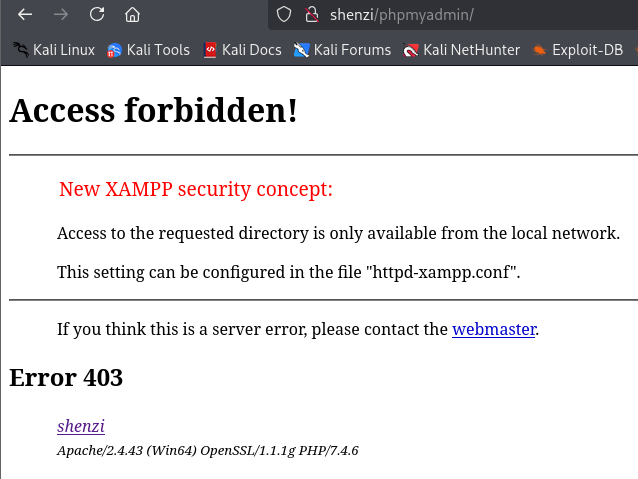 shenzi/phpmyadmin/
Kali Linux Kali Tools Kali Docs Kali Forums Kali NetHunter Exploit-DB
Access forbidden!
New XAMPP security concept:
Access to the requested directory is only available from the local network.
This setting can be configured in the file "httpd-xampp.conf".
If you think this is a server error, please contact the webmaster.
Error 403
shenzi
Apache/2.4.43 (Win64) OpenSSL/1.1.1g PHP/7.4.6